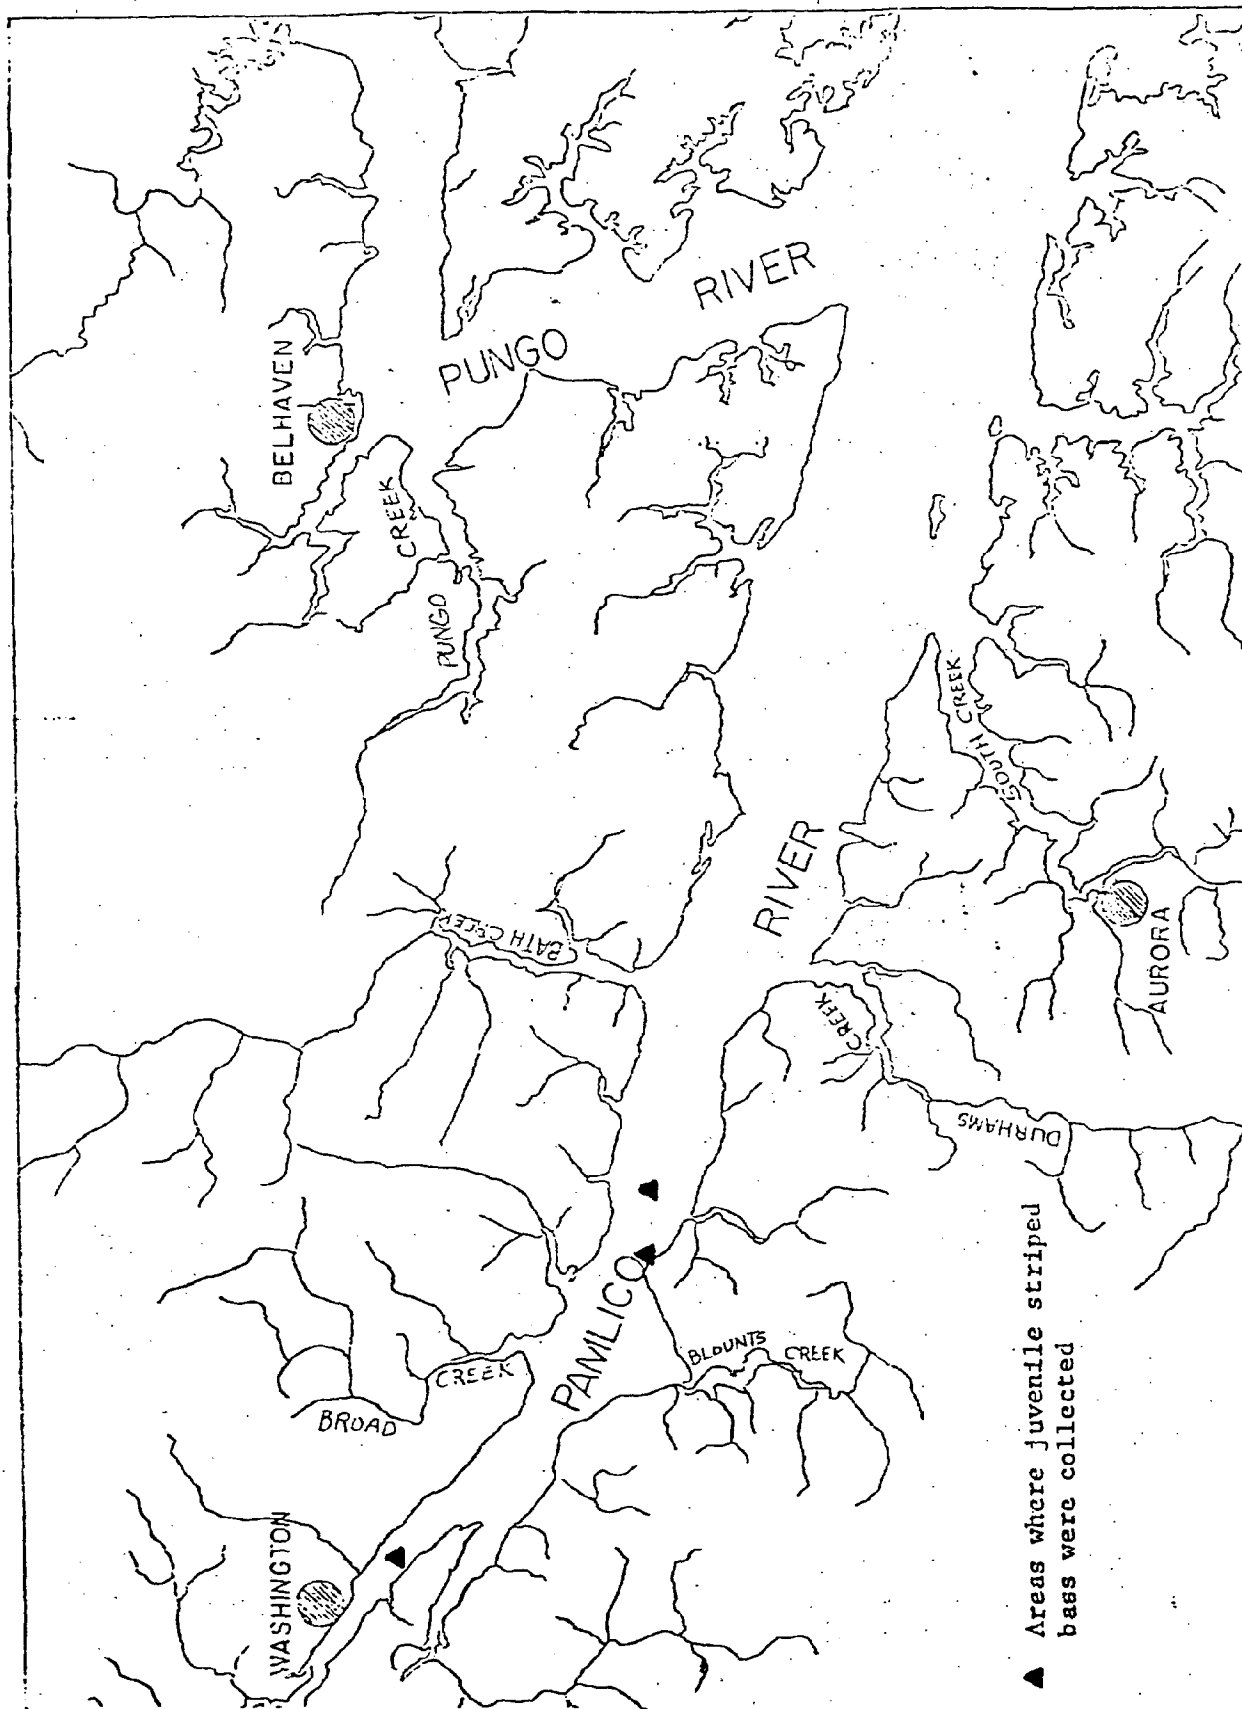 BELHAVEN
PUNGO
RIVER
PUNGO
CREEK
BATH CREEK
RIVER
SOUTH CREEK
AURORA
CREEK
DURHAMS
PAMLICO
BROAD
CREEK
BLOUNTS
CREEK
WASHINGTON
▲ Areas where juvenile striped
bass were collected